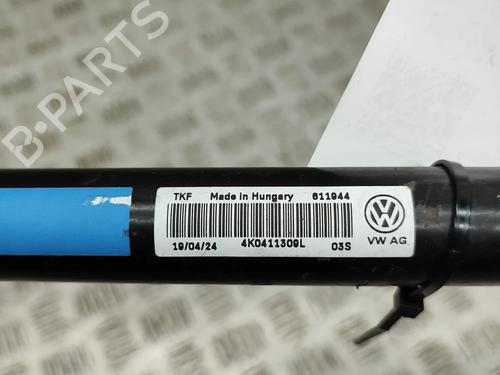 B-PARTS
TKF Made in Hungary 611944
19/04/24 4K0411309L 03S
VW AG